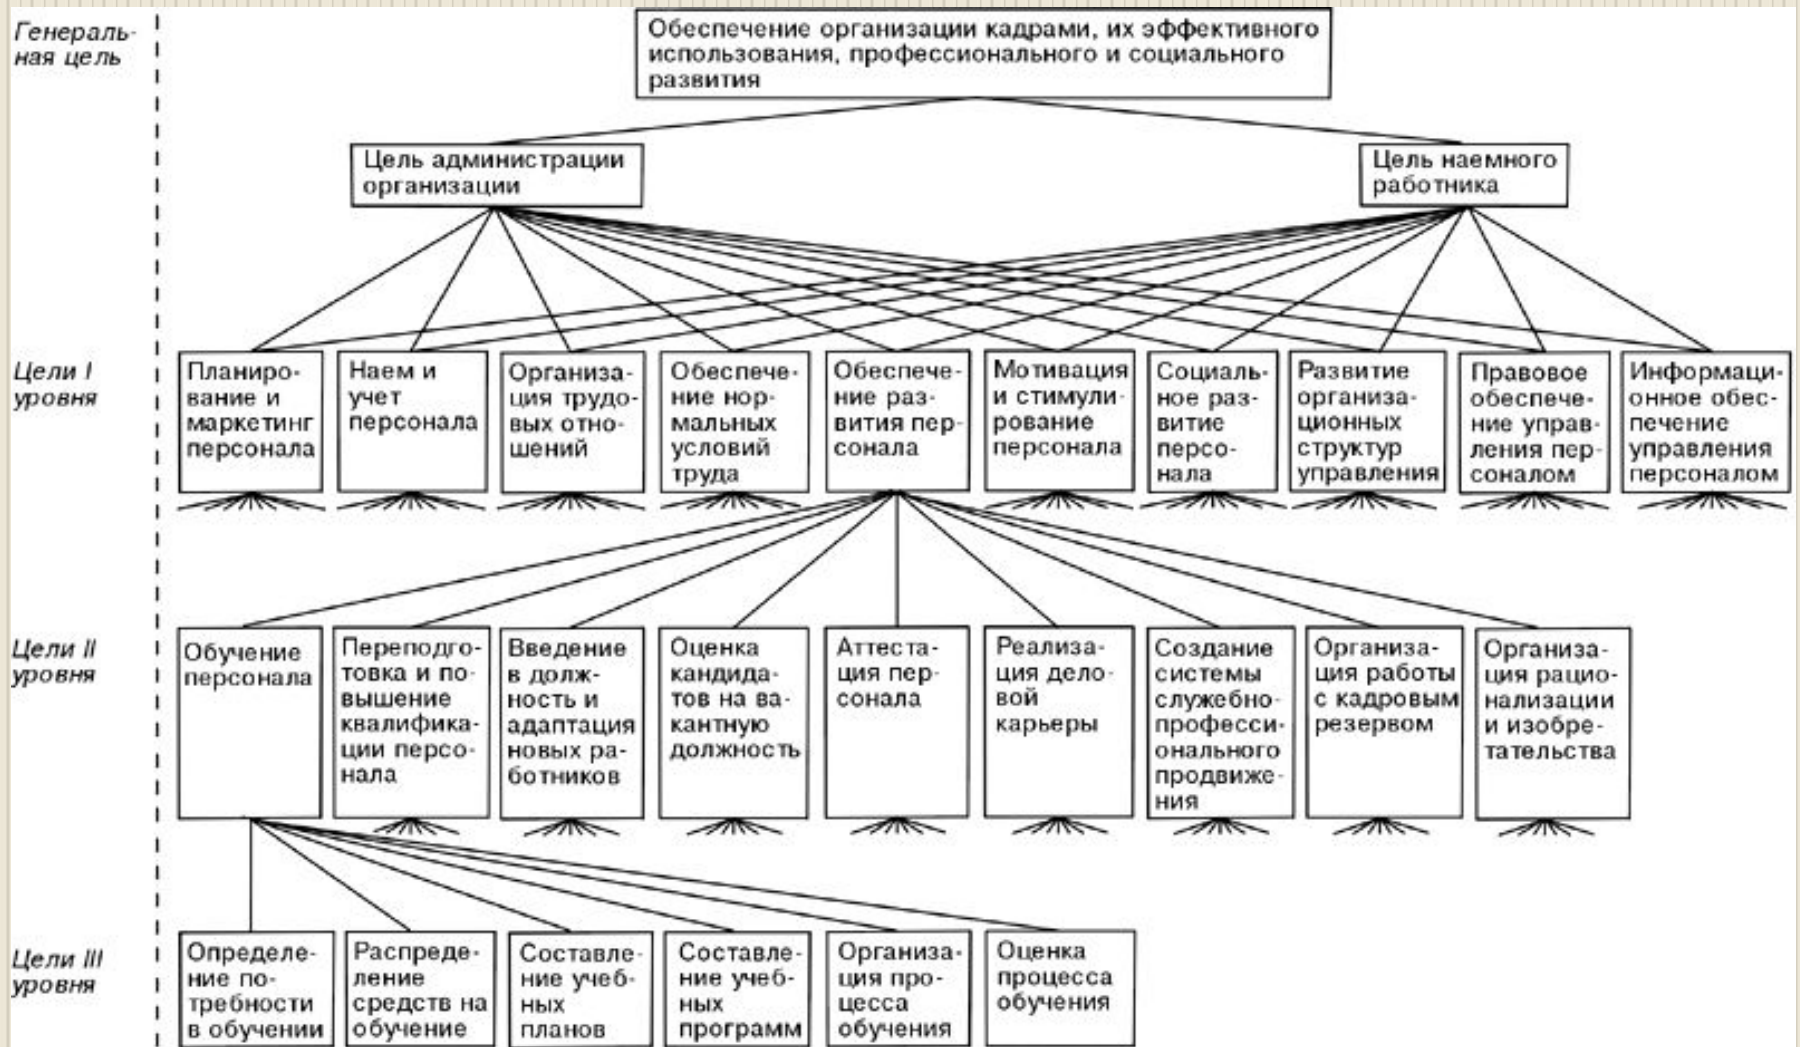 Генераль-
ная цель
Обеспечение организации кадрами, их эффективного
использования, профессионального и социального
развития
Цель администрации
организации
Цель наемного
работника
Цели I
уровня
Планиро-
вание и
маркетинг
персонала
Наем и
учет
персонала
Организа-
ция трудо-
вых отно-
шений
Обеспече-
ние нор-
мальных
условий
труда
Обеспече-
ние раз-
вития пер-
сонала
Мотивация
и стимули-
рование
персонала
Социаль-
ное раз-
витие
персо-
нала
Развитие
организа-
ционных
структур
управления
Правовое
обеспече-
ние управ-
ления пер-
соналом
Информаци-
онное обес-
печение
управления
персоналом
Цели II
уровня
Обучение
персонала
Переподго-
товка и по-
вышение
квалифика-
ции персо-
нала
Введение
в долж-
ность и
адаптация
новых ра-
ботников
Оценка
кандида-
тов на ва-
кантную
должность
Аттеста-
ция пер-
сонала
Реализа-
ция дело-
вой
карьеры
Создание
системы
служебно-
професси-
онального
продвиже-
ния
Организа-
ция работы
с кадровым
резервом
Организа-
ция рацио-
нализации
и изобре-
тательства
Цели III
уровня
Определе-
ние по-
требности
в обучении
Распреде-
ление
средств на
обучение
Составле-
ние учеб-
ных
планов
Составле-
ние учеб-
ных
программ
Организа-
ция про-
цесса
обучения
Оценка
процесса
обучения